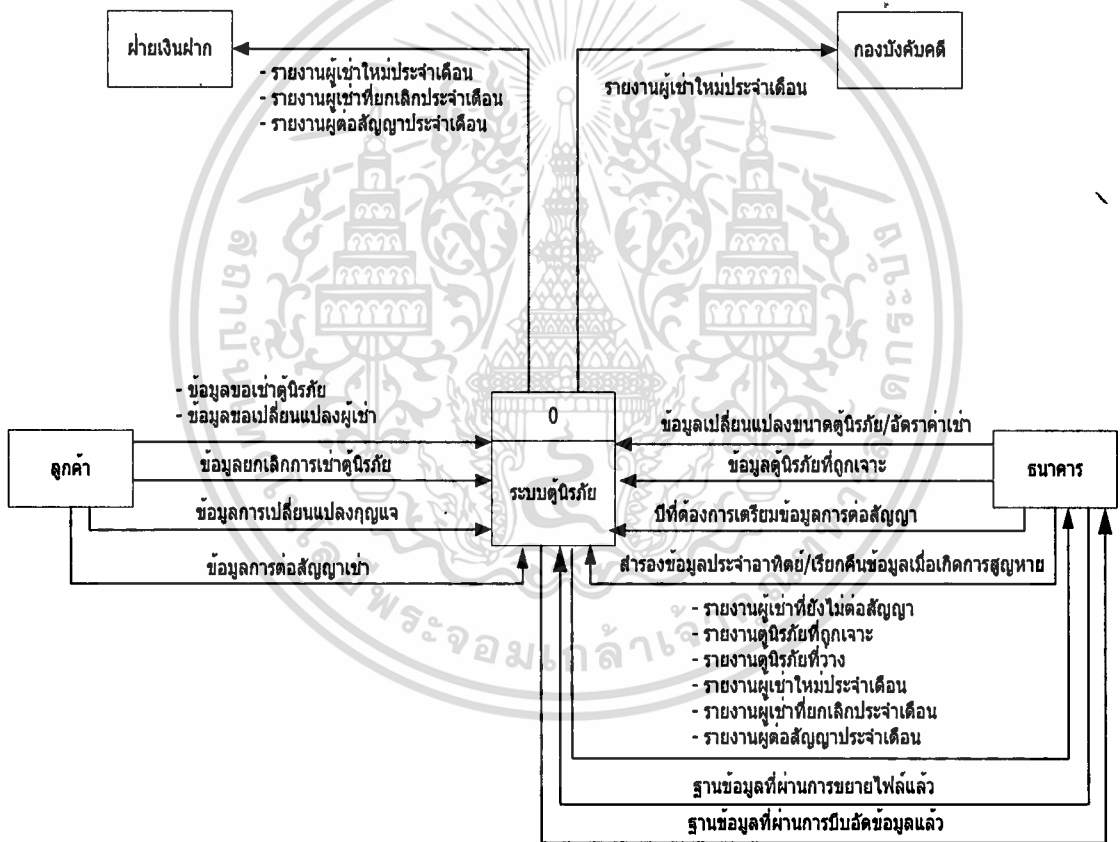 ฝ่ายเงินฝาก
กองบังคับคดี
- รายงานผู้เช่าใหม่ประจำเดือน
- รายงานผู้เช่าที่ยกเลิกประจำเดือน
- รายงานผู้ต่อสัญญาประจำเดือน
รายงานผู้เช่าใหม่ประจำเดือน
- ข้อมูลขอเช่าตู้นิรภัย
- ข้อมูลขอเปลี่ยนแปลงผู้เช่า
ลูกค้า
ข้อมูลยกเลิกการเช่าตู้นิรภัย
ข้อมูลการเปลี่ยนแปลงกุญแจ
ข้อมูลการต่อสัญญาเช่า
0
ระบบตู้นิรภัย
ข้อมูลเปลี่ยนแปลงขนาดตู้นิรภัย/อัตราค่าเช่า
ข้อมูลตู้นิรภัยที่ถูกเจาะ
ปีที่ต้องการเตรียมข้อมูลการต่อสัญญา
ธนาคาร
สำรองข้อมูลประจำอาทิตย์/เรียกคืนข้อมูลเมื่อเกิดการสูญหาย
- รายงานผู้เช่าที่ยังไม่ต่อสัญญา
- รายงานตู้นิรภัยที่ถูกเจาะ
- รายงานตู้นิรภัยที่ว่าง
- รายงานผู้เช่าใหม่ประจำเดือน
- รายงานผู้เช่าที่ยกเลิกประจำเดือน
- รายงานผู้ต่อสัญญาประจำเดือน
ฐานข้อมูลที่ผ่านการขยายไฟล์แล้ว
ฐานข้อมูลที่ผ่านการบีบอัดข้อมูลแล้ว